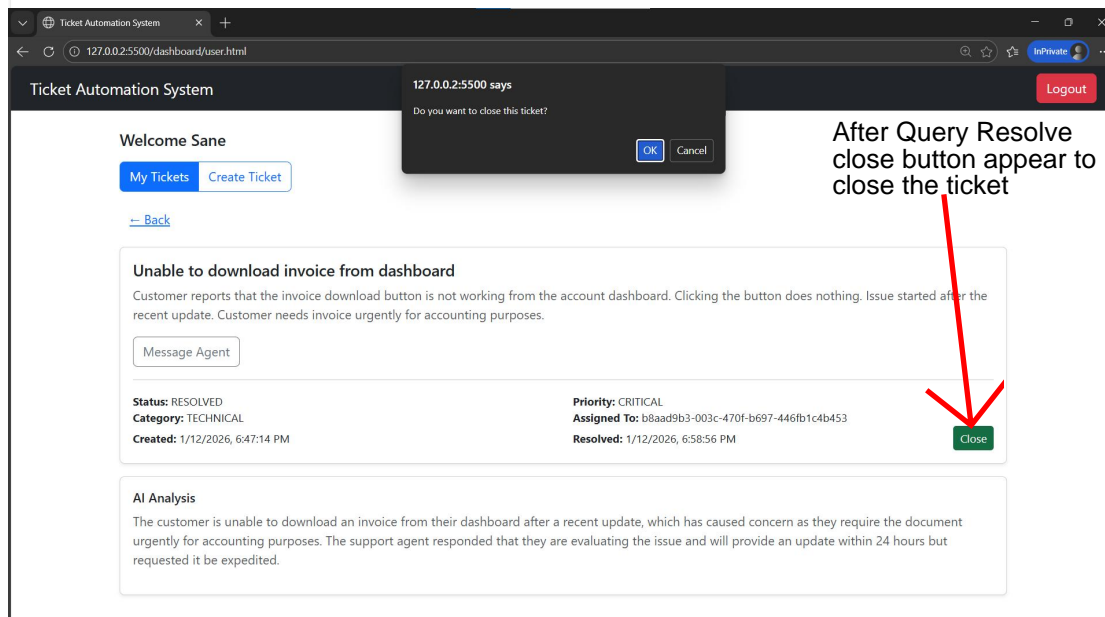 Ticket Automation System
127.0.0.2:5500/dashboard/user.html
InPrivate
Ticket Automation System
127.0.0.2:5500 says
Do you want to close this ticket?
OK Cancel
Logout
Welcome Sane
My Tickets Create Ticket
← Back
After Query Resolve
close button appear to
close the ticket
Unable to download invoice from dashboard
Customer reports that the invoice download button is not working from the account dashboard. Clicking the button does nothing. Issue started after the
recent update. Customer needs invoice urgently for accounting purposes.
Message Agent
Status: RESOLVED
Category: TECHNICAL
Created: 1/12/2026, 6:47:14 PM
Priority: CRITICAL
Assigned To: b8aad9b3-003c-470f-b697-446fb1c4b453
Resolved: 1/12/2026, 6:58:56 PM
Close
AI Analysis
The customer is unable to download an invoice from their dashboard after a recent update, which has caused concern as they require the document
urgently for accounting purposes. The support agent responded that they are evaluating the issue and will provide an update within 24 hours but
requested it be expedited.